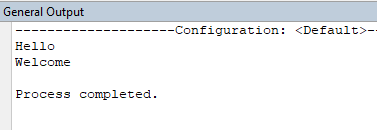 General Output
--------------------Configuration: <Default>--
Hello
Welcome
Process completed.